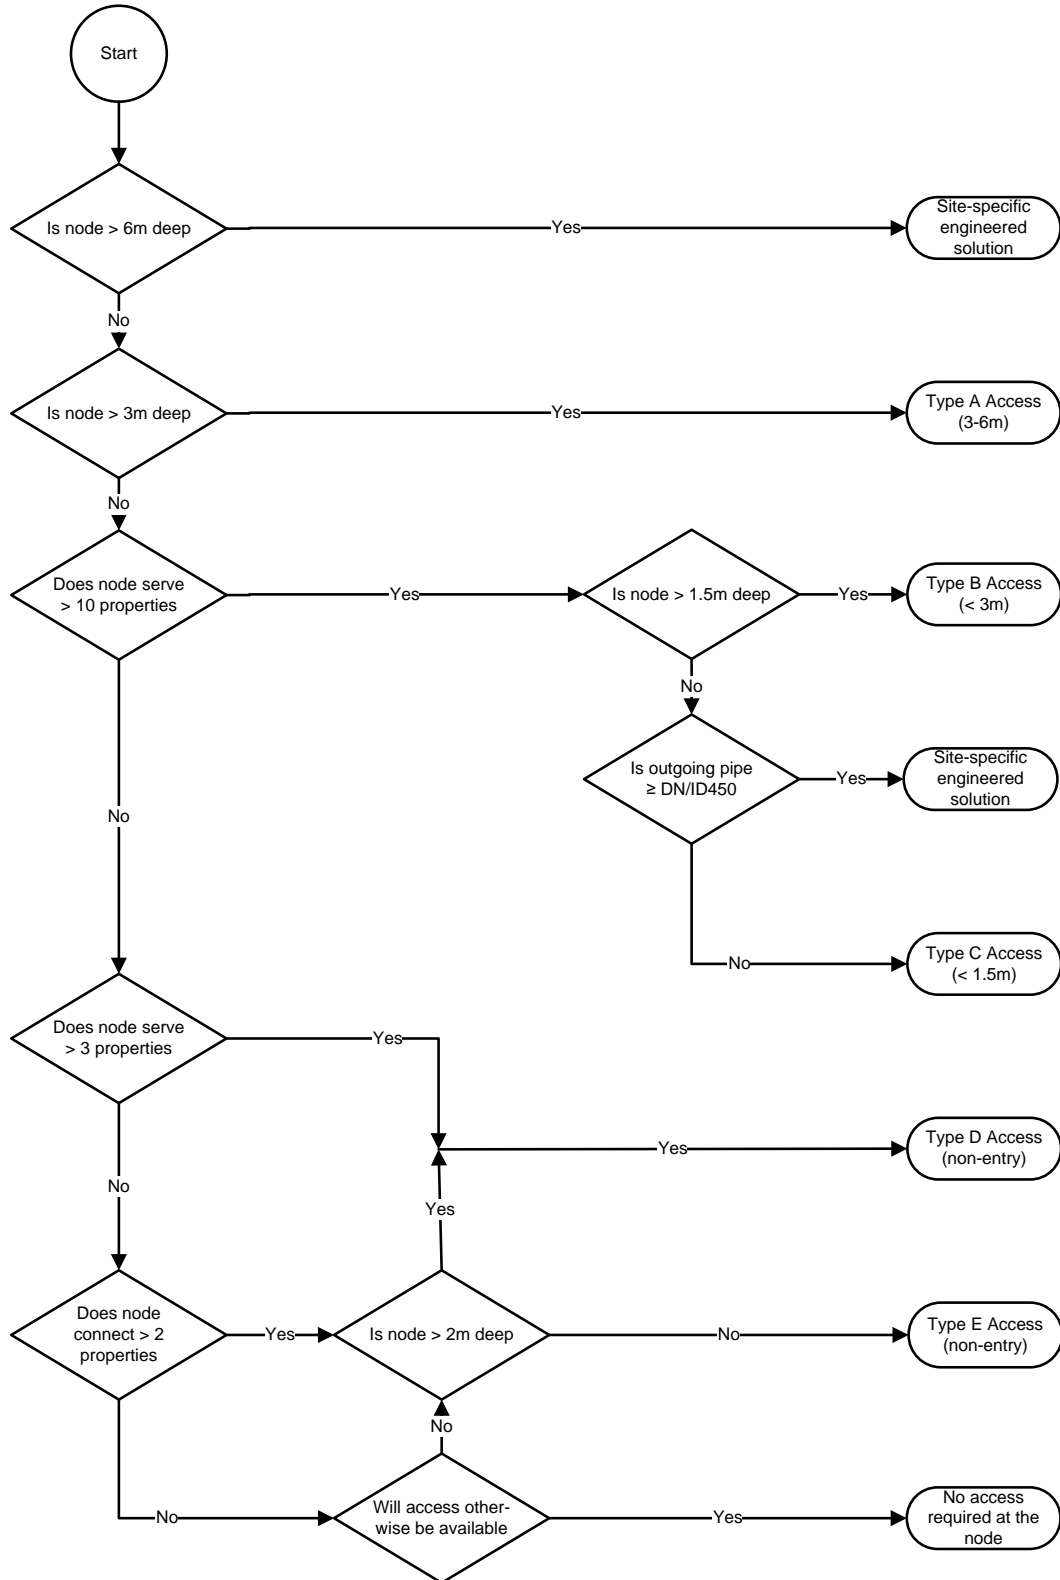 Start
Is node > 6m deep
Yes
Site-specific
engineered
solution
No
Is node > 3m deep
Yes
Type A Access
(3-6m)
No
Does node serve
> 10 properties
Yes
Is node > 1.5m deep
Yes
Type B Access
(< 3m)
No
Is outgoing pipe
≥ DN/ID450
Yes
Site-specific
engineered
solution
No
No
Type C Access
(< 1.5m)
Does node serve
> 3 properties
Yes
Yes
Type D Access
(non-entry)
No
Yes
Does node
connect > 2
properties
Yes
Is node > 2m deep
No
Type E Access
(non-entry)
No
No
Will access other-
wise be available
Yes
No access
required at the
node